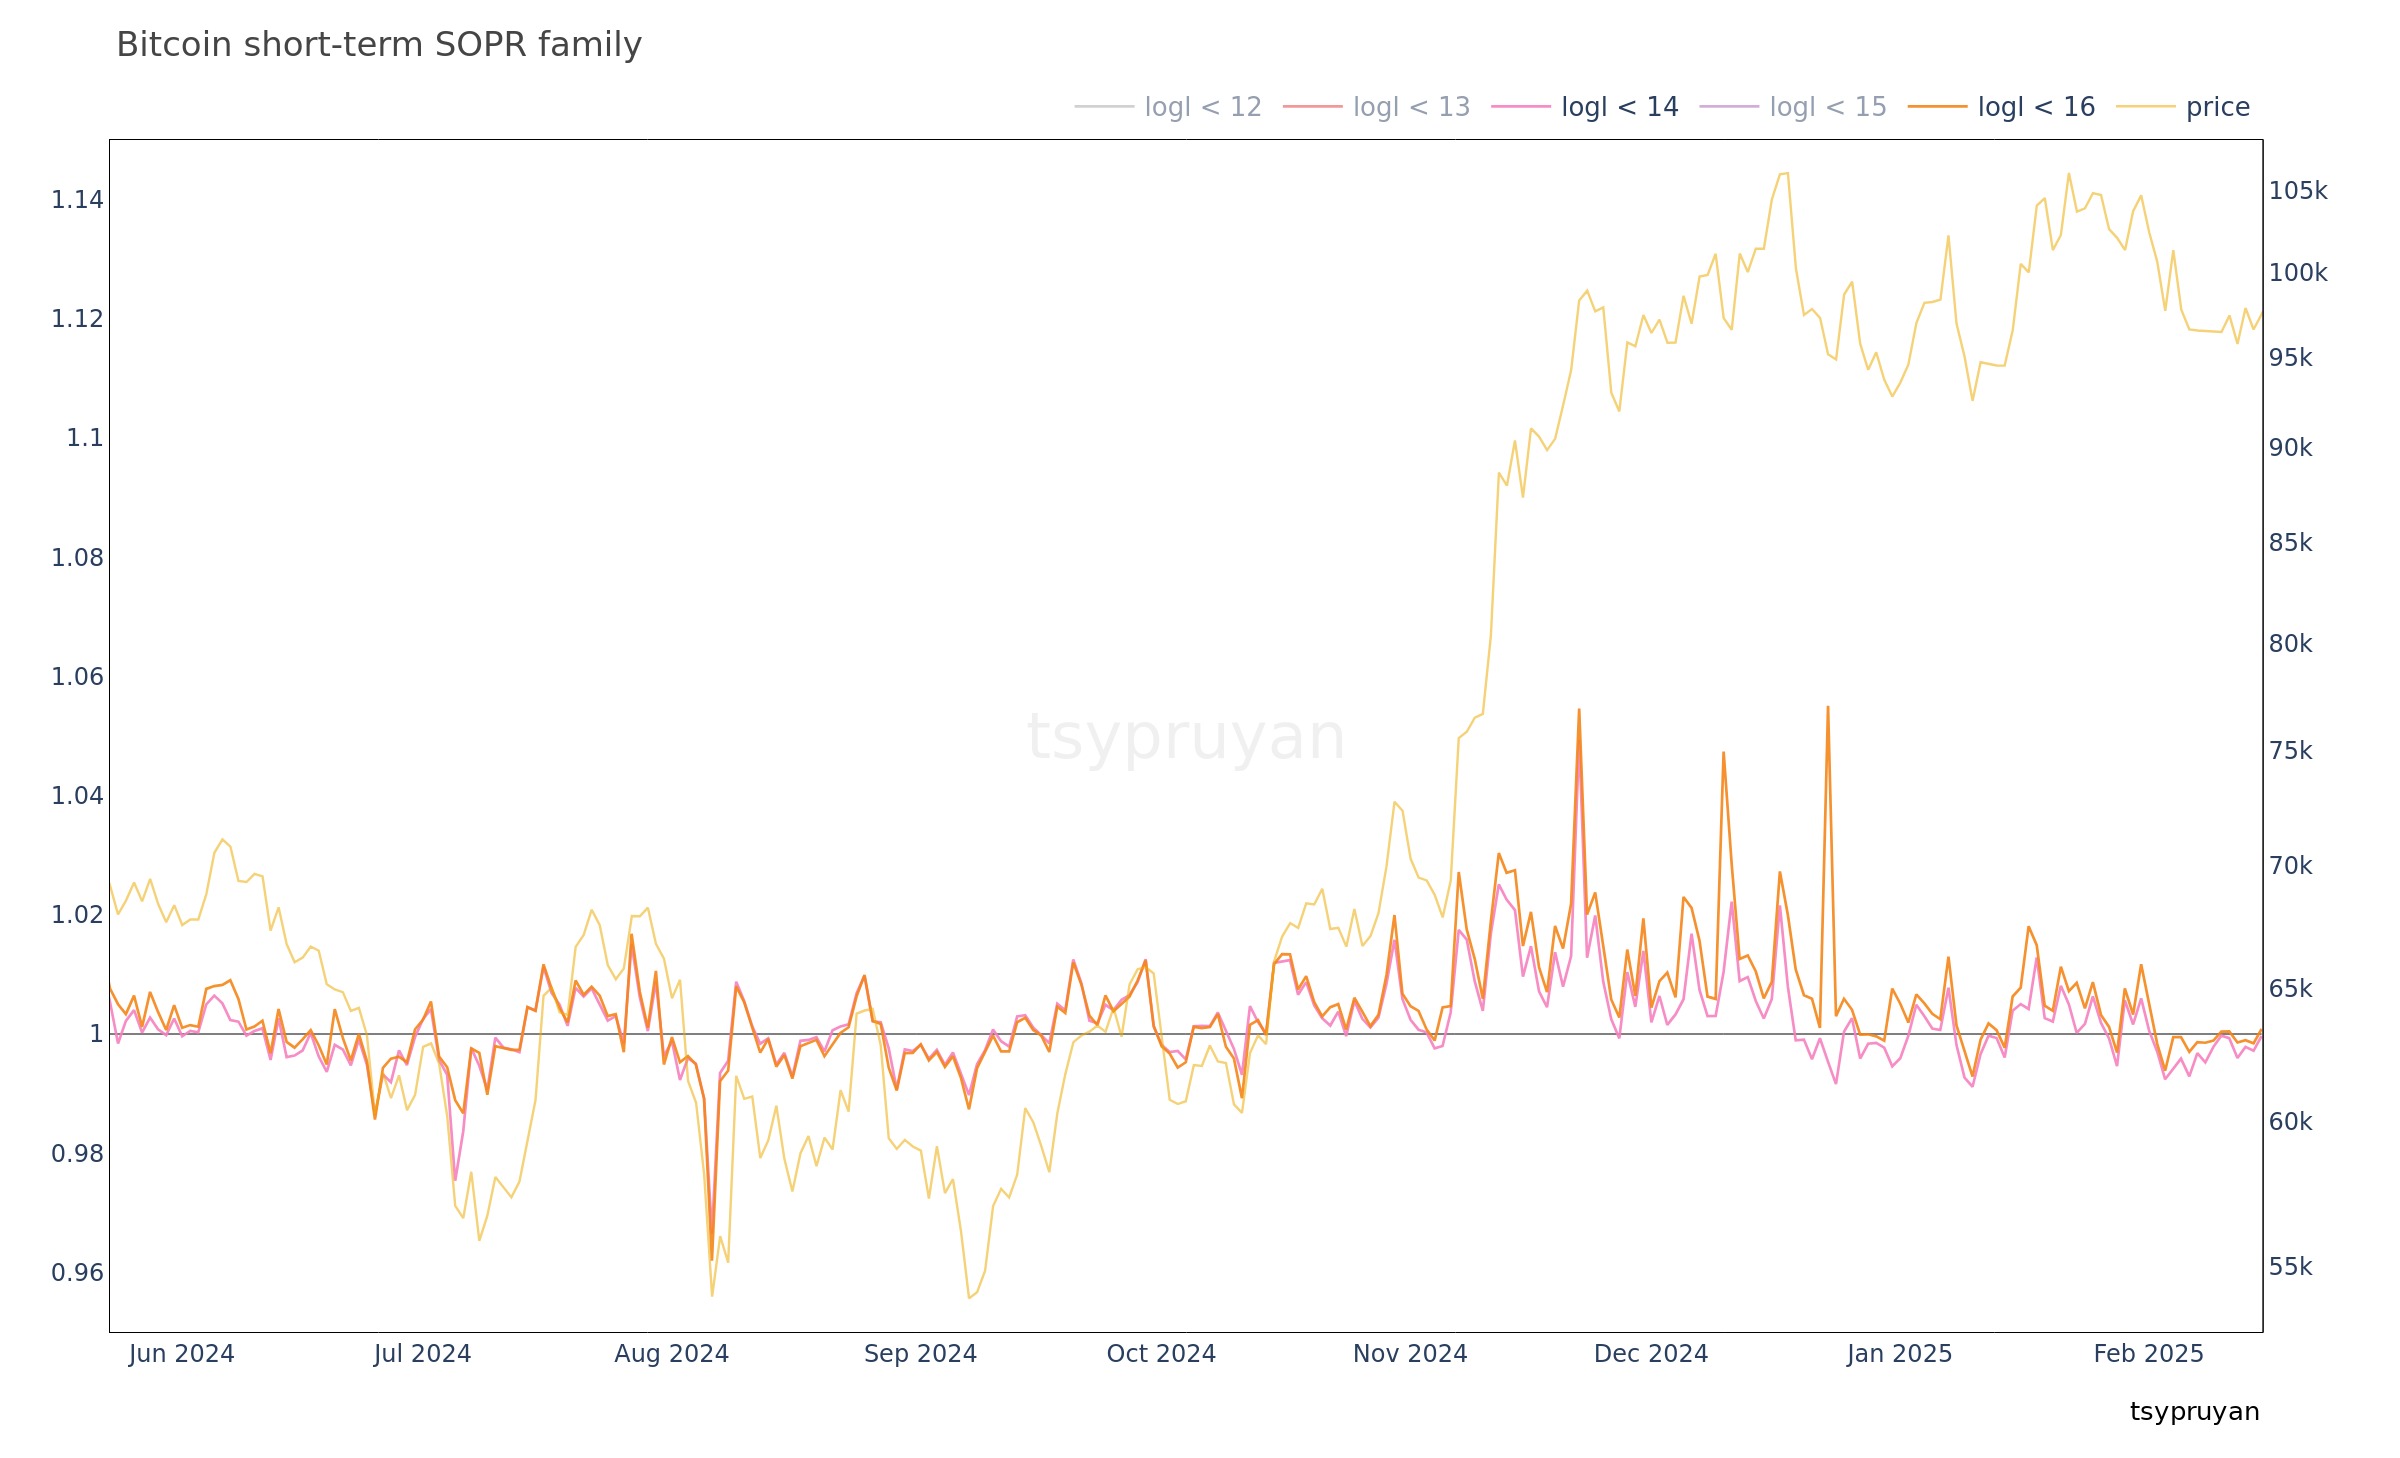 Bitcoin short-term SOPR family
logl < 12 logl < 13 logl < 14 logl < 15 logl < 16 price
1.14
1.12
1.1
1.08
1.06
1.04
1.02
1
0.98
0.96
105k
100k
95k
90k
85k
80k
75k
70k
65k
60k
55k
tsypruyan
Jun 2024 Jul 2024 Aug 2024 Sep 2024 Oct 2024 Nov 2024 Dec 2024 Jan 2025 Feb 2025
tsypruyan